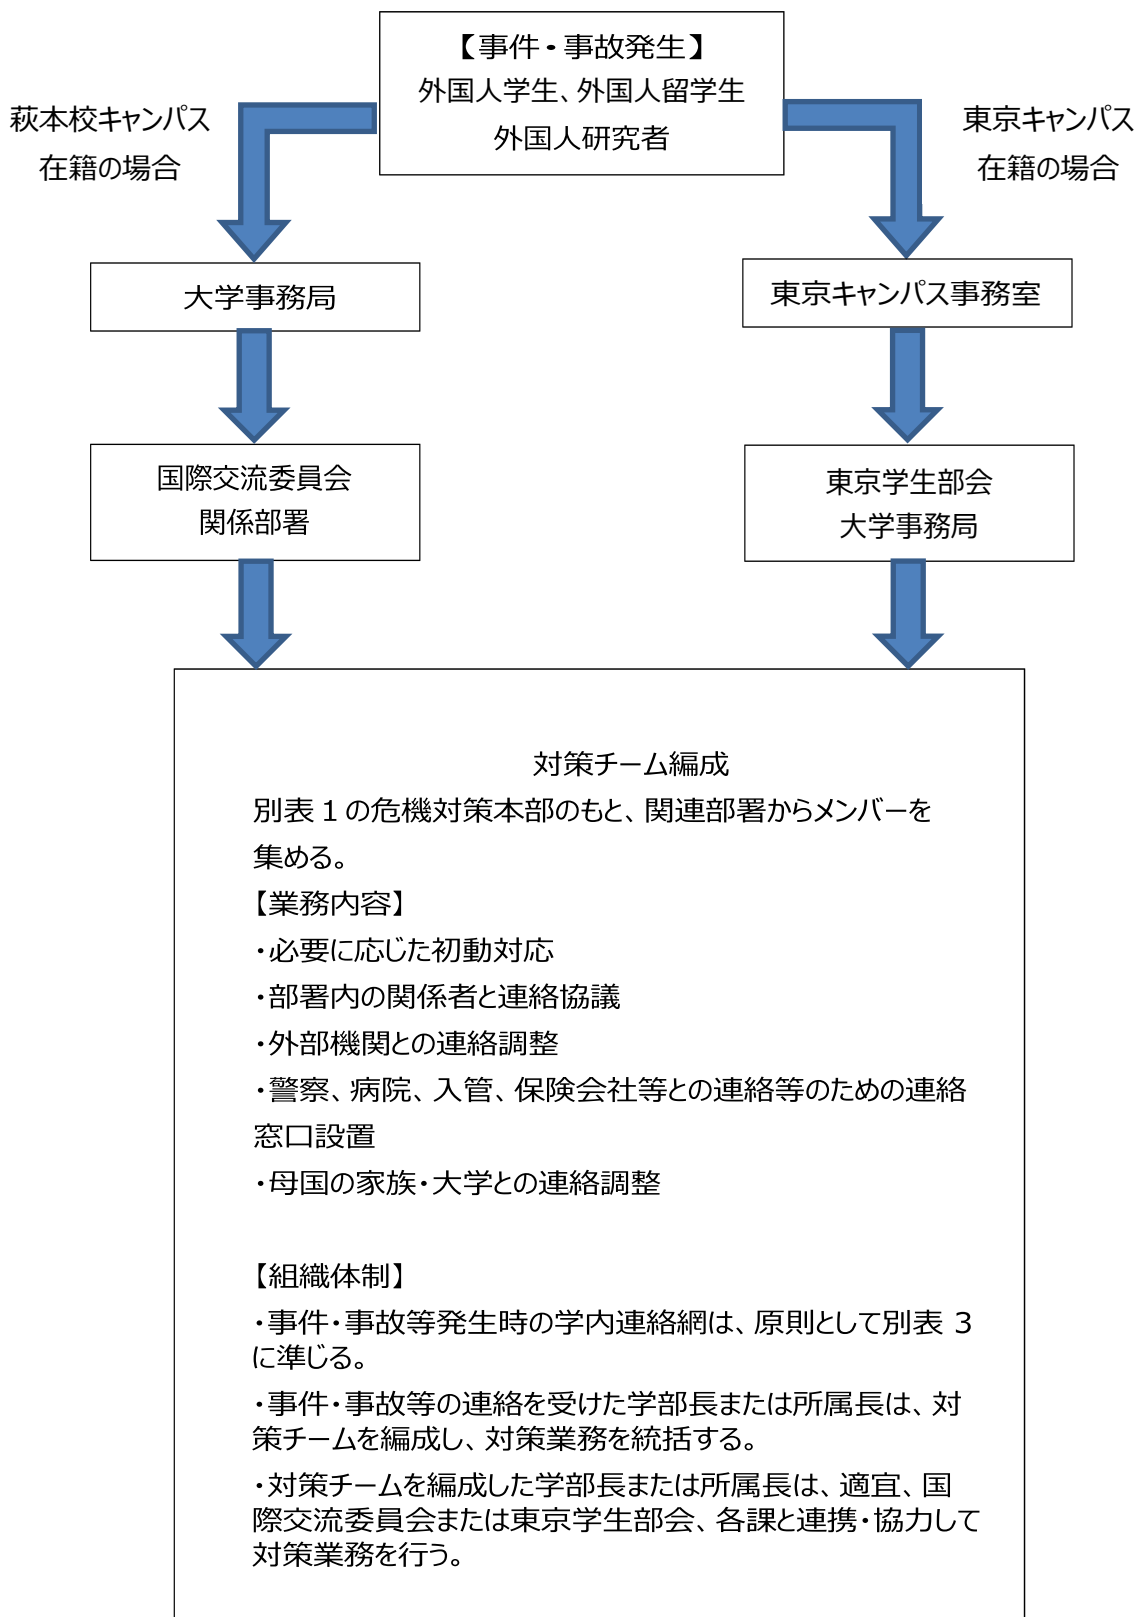 【事件・事故発生】
外国人学生、外国人留学生
外国人研究者
萩本校キャンパス
在籍の場合
東京キャンパス
在籍の場合
大学事務局
東京キャンパス事務室
国際交流委員会
関係部署
東京学生部会
大学事務局
対策チーム編成
別表1の危機対策本部のもと、関連部署からメンバーを
集める。
【業務内容】
・必要に応じた初動対応
・部署内の関係者と連絡協議
・外部機関との連絡調整
・警察、病院、入管、保険会社等との連絡等のための連絡
窓口設置
・母国の家族・大学との連絡調整
【組織体制】
・事件・事故等発生時の学内連絡網は、原則として別表3
に準じる。
・事件・事故等の連絡を受けた学部長または所属長は、対
策チームを編成し、対策業務を統括する。
・対策チームを編成した学部長または所属長は、適宜、国
際交流委員会または東京学生部会、各課と連携・協力して
対策業務を行う。